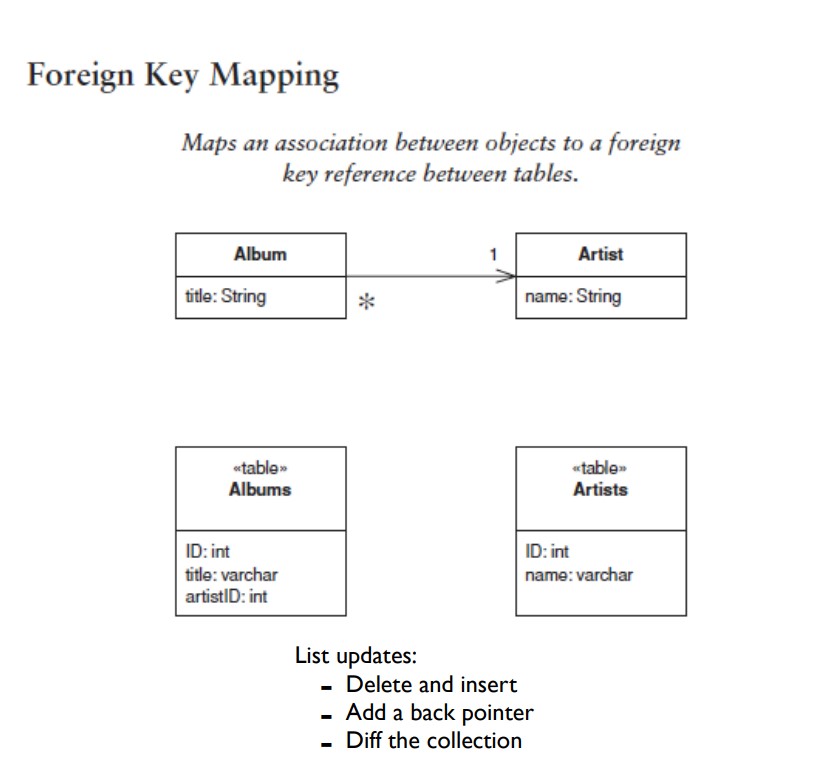 Foreign Key Mapping
Maps an association between objects to a foreign
key reference between tables.
Album
1
Artist
title: String
*
name: String
«table»
Albums
«table»
Artists
ID: int
title: varchar
artistID: int
ID: int
name: varchar
List updates:
- Delete and insert
- Add a back pointer
- Diff the collection